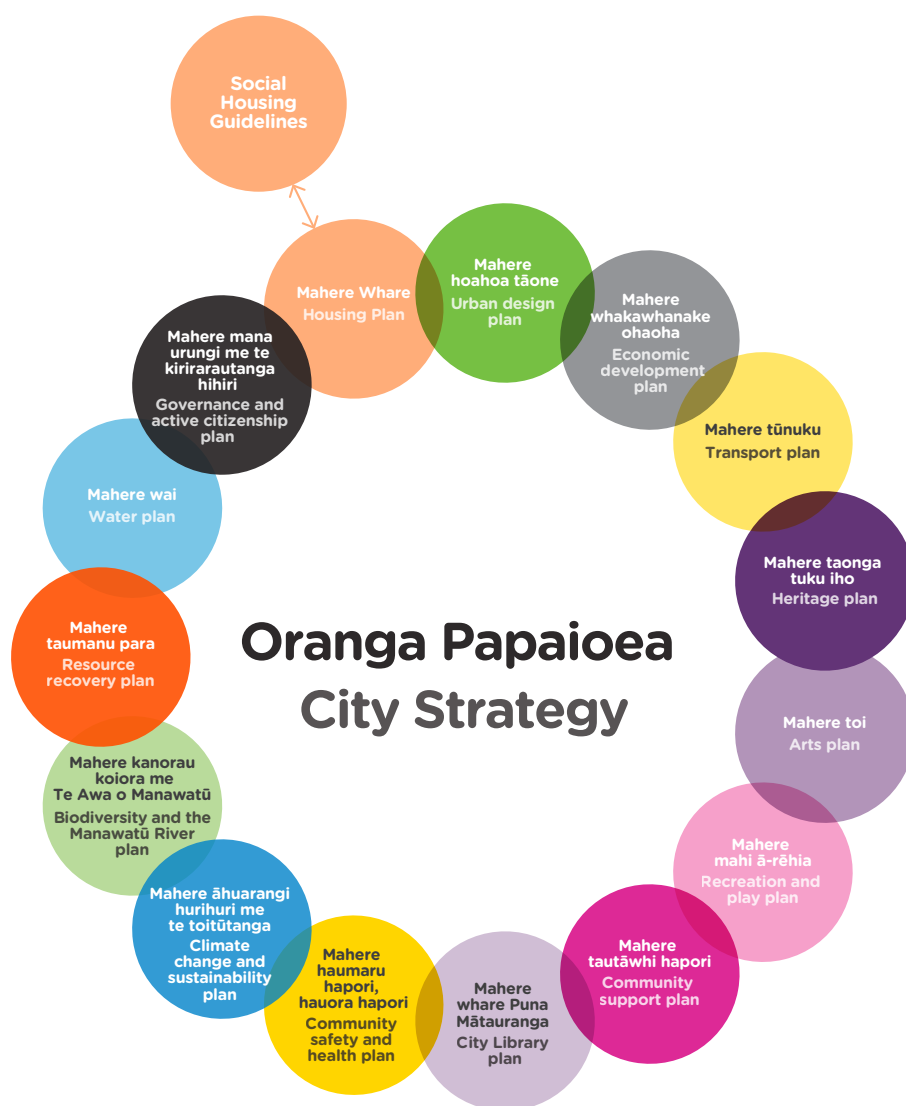 Social
Housing
Guidelines
Mahere Whare
Housing Plan
Mahere
hoahoa tāone
Urban design
plan
Mahere
whakawhanake
ohaoha
Economic
development
plan
Mahere tūnuku
Transport plan
Mahere taonga
tuku iho
Heritage plan
Mahere toi
Arts plan
Mahere
mahi ā-rēhia
Recreation and
play plan
Mahere
tautāwhi hapori
Community
support plan
Mahere
whare Puna
Mātauranga
City Library
plan
Mahere
haumaru
hapori,
hauora hapori
Community
safety and
health plan
Mahere āhuarangi
hurihuri me
te toitūtanga
Climate
change and
sustainability
plan
Mahere kanorau
koiora me
Te Awa o Manawatū
Biodiversity and the
Manawatū River
plan
Mahere
taumanu para
Resource
recovery plan
Mahere wai
Water plan
Mahere mana
urungi me te
kirirarautanga
hihiri
Governance and
active citizenship
plan
Oranga Papaioea
City Strategy